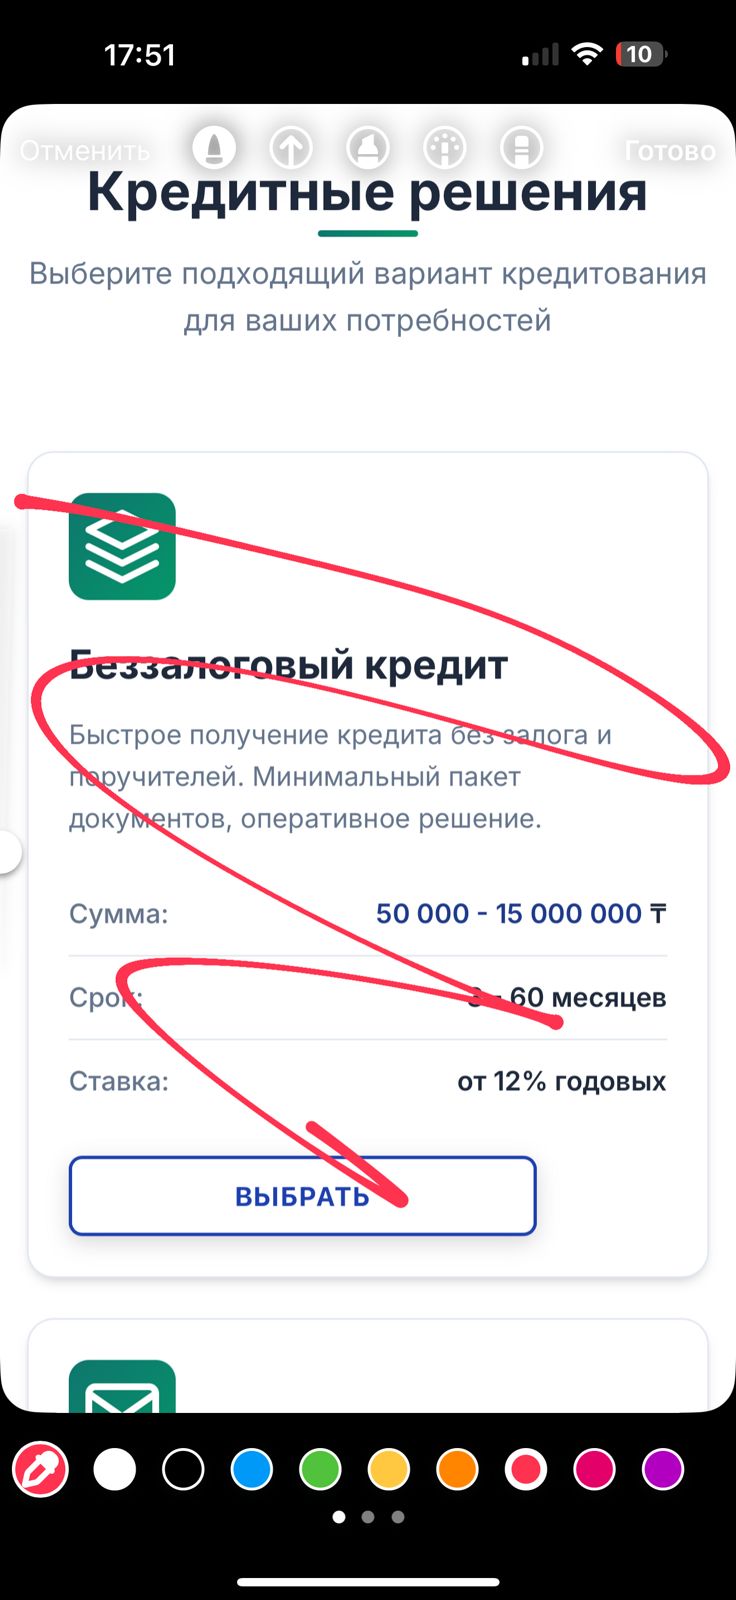 17:51
10
Отменить
Готово
Кредитные решения
Выберите подходящий вариант кредитования
для ваших потребностей
Беззалоговый кредит
Быстрое получение кредита без залога и
поручителей. Минимальный пакет
документов, оперативное решение.
Сумма: 50 000 - 15 000 000 ₸
Срок: 3 - 60 месяцев
Ставка: от 12% годовых
ВЫБРАТЬ